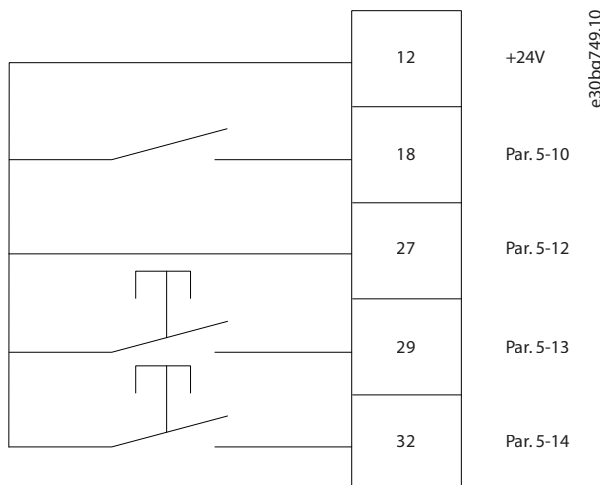 12 +24V
18 Par. 5-10
27 Par. 5-12
29 Par. 5-13
32 Par. 5-14
e30bg749.10